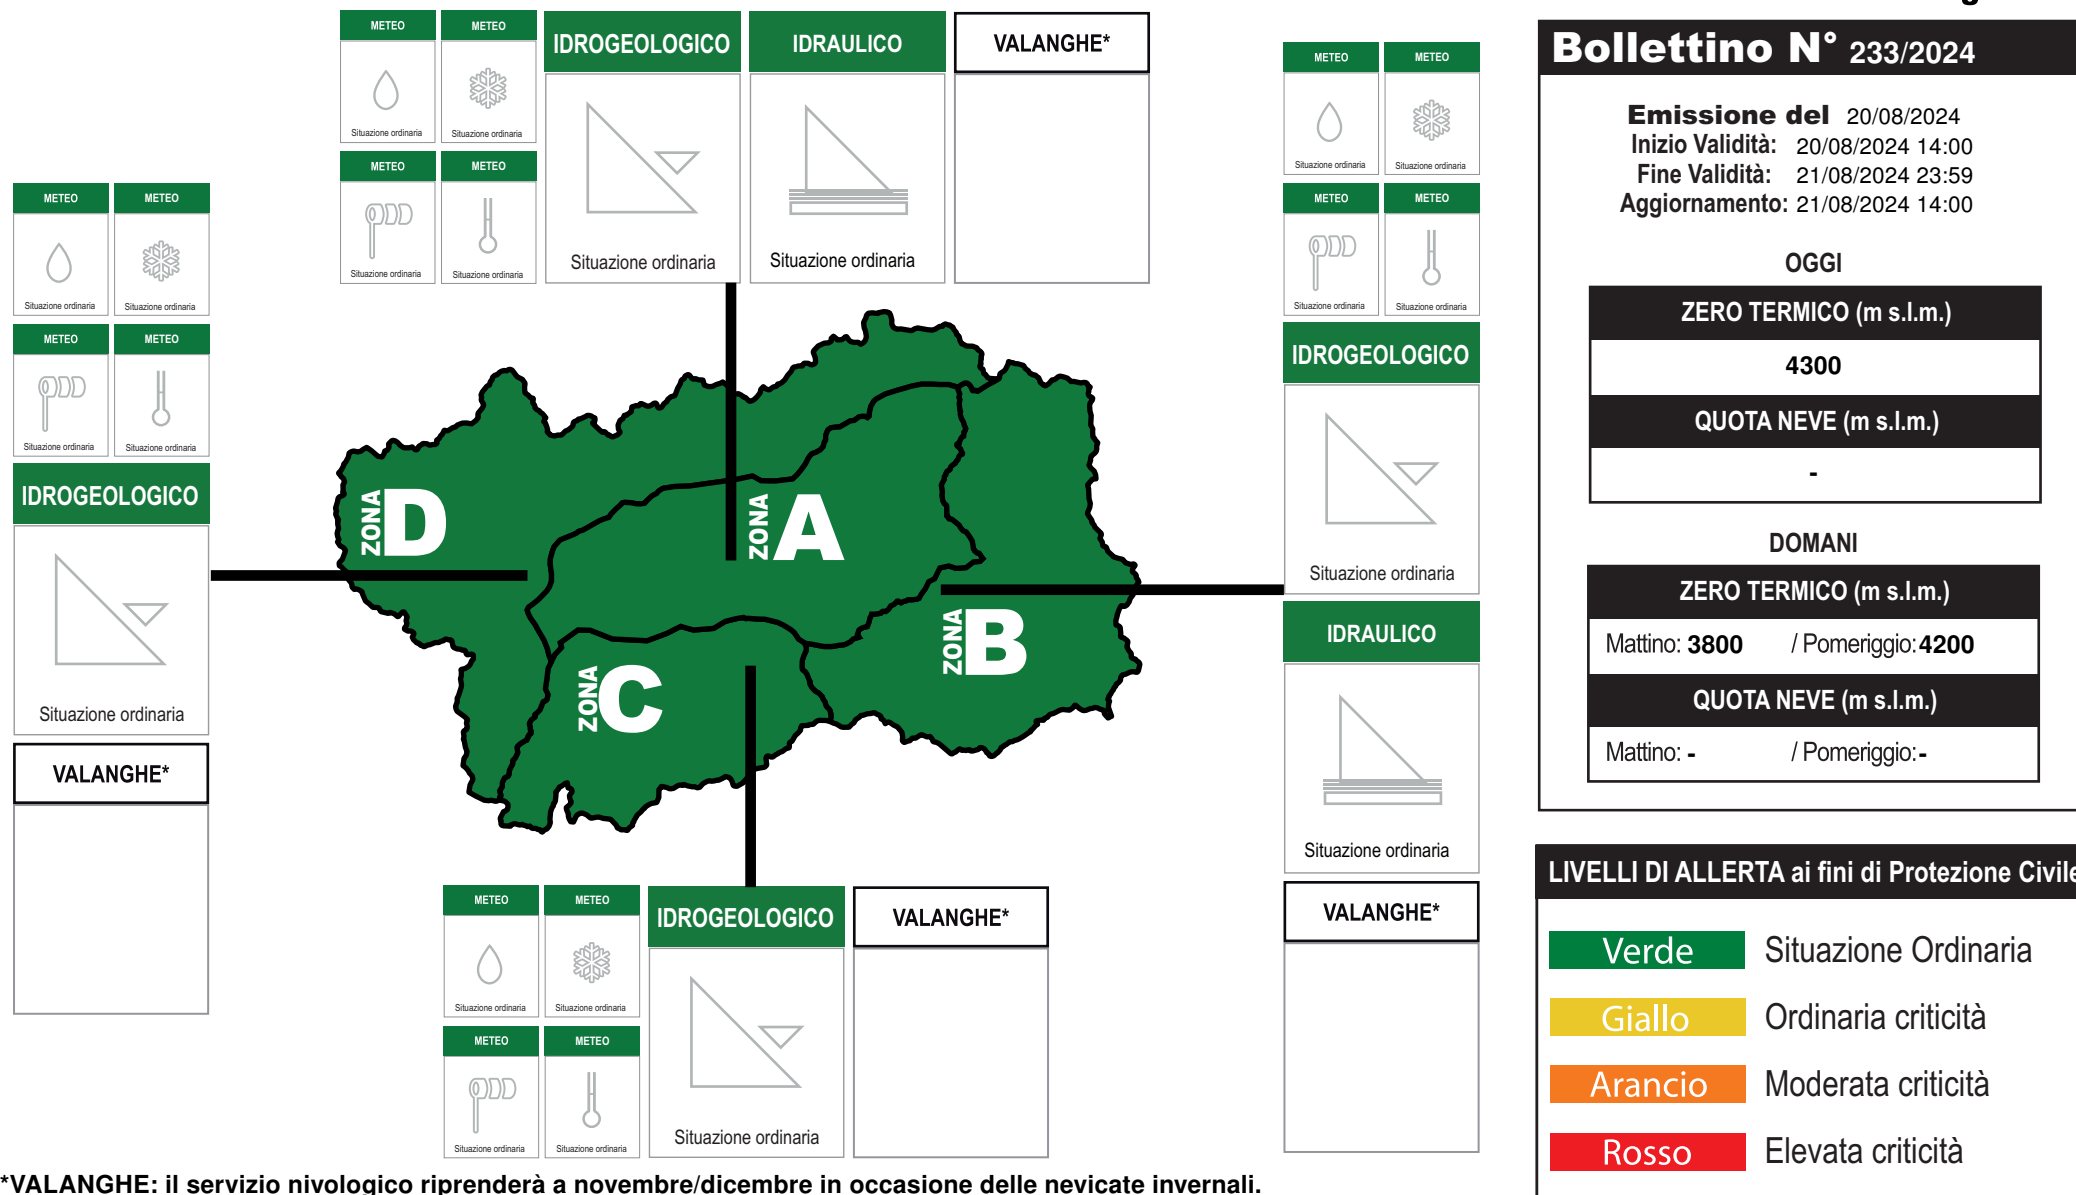 METEO
METEO
Situazione ordinaria
Situazione ordinaria
METEO
METEO
Situazione ordinaria
Situazione ordinaria
IDROGEOLOGICO
Situazione ordinaria
IDRAULICO
Situazione ordinaria
VALANGHE*
METEO
METEO
Situazione ordinaria
Situazione ordinaria
METEO
METEO
Situazione ordinaria
Situazione ordinaria
IDROGEOLOGICO
Situazione ordinaria
VALANGHE*
ZONA D
ZONA A
ZONA B
ZONA C
METEO
METEO
Situazione ordinaria
Situazione ordinaria
METEO
METEO
Situazione ordinaria
Situazione ordinaria
IDROGEOLOGICO
Situazione ordinaria
IDRAULICO
Situazione ordinaria
VALANGHE*
METEO
METEO
Situazione ordinaria
Situazione ordinaria
METEO
METEO
Situazione ordinaria
Situazione ordinaria
IDROGEOLOGICO
Situazione ordinaria
VALANGHE*
*VALANGHE: il servizio nivologico riprenderà a novembre/dicembre in occasione delle nevicate invernali.
Bollettino N° 233/2024
Emissione del 20/08/2024
Inizio Validità: 20/08/2024 14:00
Fine Validità: 21/08/2024 23:59
Aggiornamento: 21/08/2024 14:00
OGGI
ZERO TERMICO (m s.l.m.)
4300
QUOTA NEVE (m s.l.m.)
-
DOMANI
ZERO TERMICO (m s.l.m.)
Mattino: 3800 / Pomeriggio: 4200
QUOTA NEVE (m s.l.m.)
Mattino: - / Pomeriggio: -
LIVELLI DI ALLERTA ai fini di Protezione Civile
Verde Situazione Ordinaria
Giallo Ordinaria criticità
Arancio Moderata criticità
Rosso Elevata criticità